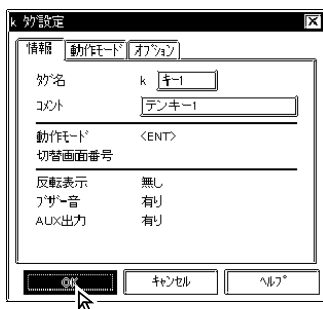 k ﾀｸﾞ設定
情報 動作ﾓｰﾄﾞ ｵﾌﾟｼｮﾝ
ﾀｸﾞ名 k ｷｰ1
ｺﾒﾝﾄ テンキー1
動作ﾓｰﾄﾞ <ENT>
切替画面番号
反転表示 無し
ﾌﾞｻﾞｰ音 有り
AUX出力 有り
OK ｷｬﾝｾﾙ ﾍﾙﾌﾟ